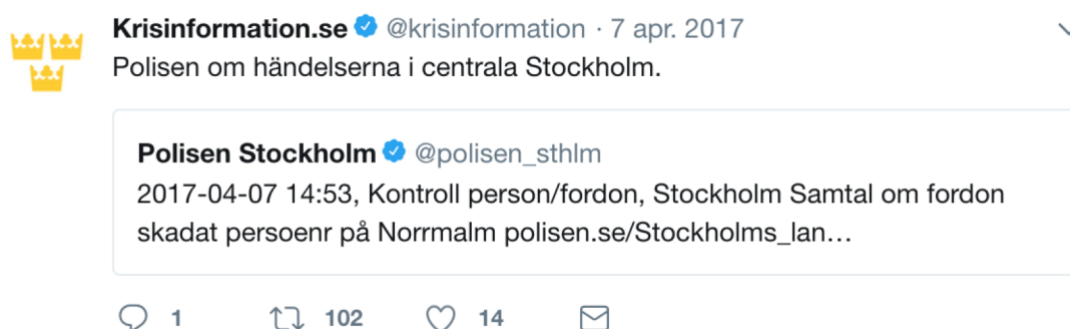 Krisinformation.se @krisinformation · 7 apr. 2017
Polisen om händelserna i centrala Stockholm.
Polisen Stockholm @polisen_sthlm
2017-04-07 14:53, Kontroll person/fordon, Stockholm Samtal om fordon
skadat persoenr på Norrmalm polisen.se/Stockholms_lan…
1 102 14